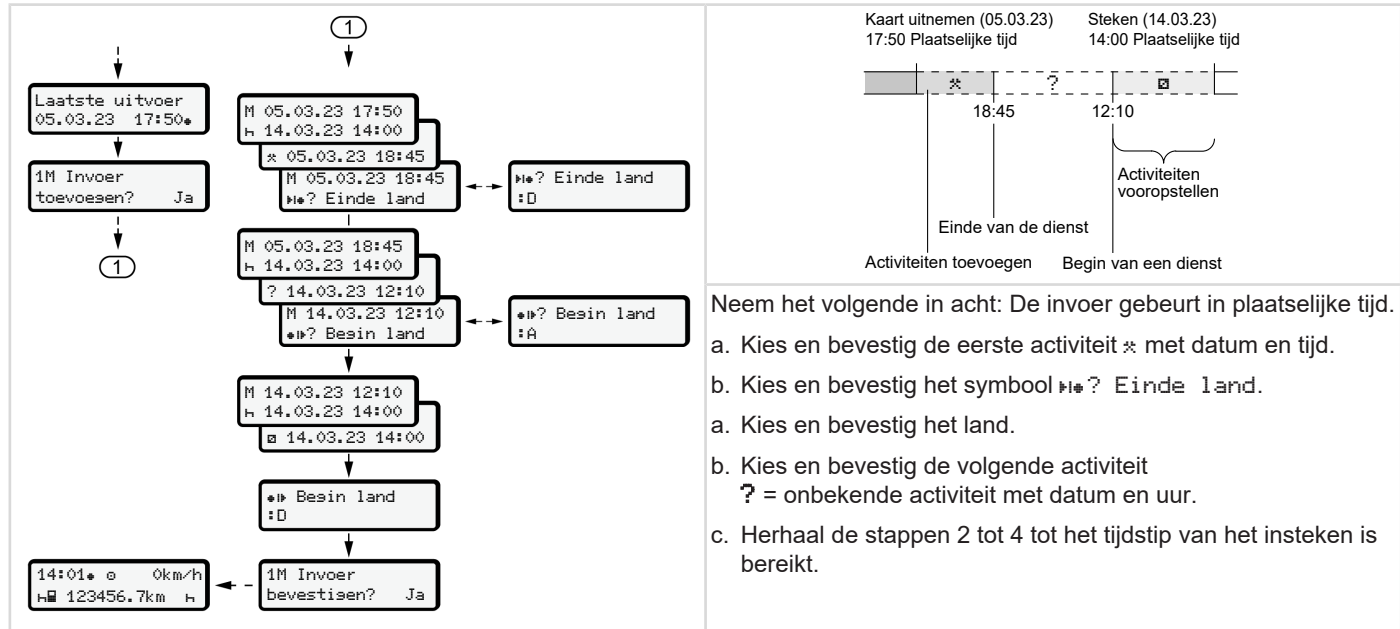 Laatste uitvoer
05.03.23 17:50
1M Invoer
toevoegen? Ja
1
1
M 05.03.23 17:50
h 14.03.23 14:00
05.03.23 18:45
M 05.03.23 18:45
? Einde land
? Einde land
:D
M 05.03.23 18:45
h 14.03.23 14:00
? 14.03.23 12:10
M 14.03.23 12:10
? Begin land
? Begin land
:A
M 14.03.23 12:10
h 14.03.23 14:00
14.03.23 14:00
Begin land
:D
1M Invoer
bevestigen? Ja
14:01 0km/h
h 123456.7km h
Kaart uitnemen (05.03.23)
17:50 Plaatselijke tijd
Steken (14.03.23)
14:00 Plaatselijke tijd
?
18:45
12:10
Activiteiten
vooropstellen
Einde van de dienst
Activiteiten toevoegen
Begin van een dienst
Neem het volgende in acht: De invoer gebeurt in plaatselijke tijd.
a. Kies en bevestig de eerste activiteit met datum en tijd.
b. Kies en bevestig het symbool ? Einde land.
a. Kies en bevestig het land.
b. Kies en bevestig de volgende activiteit
? = onbekende activiteit met datum en uur.
c. Herhaal de stappen 2 tot 4 tot het tijdstip van het insteken is
bereikt.